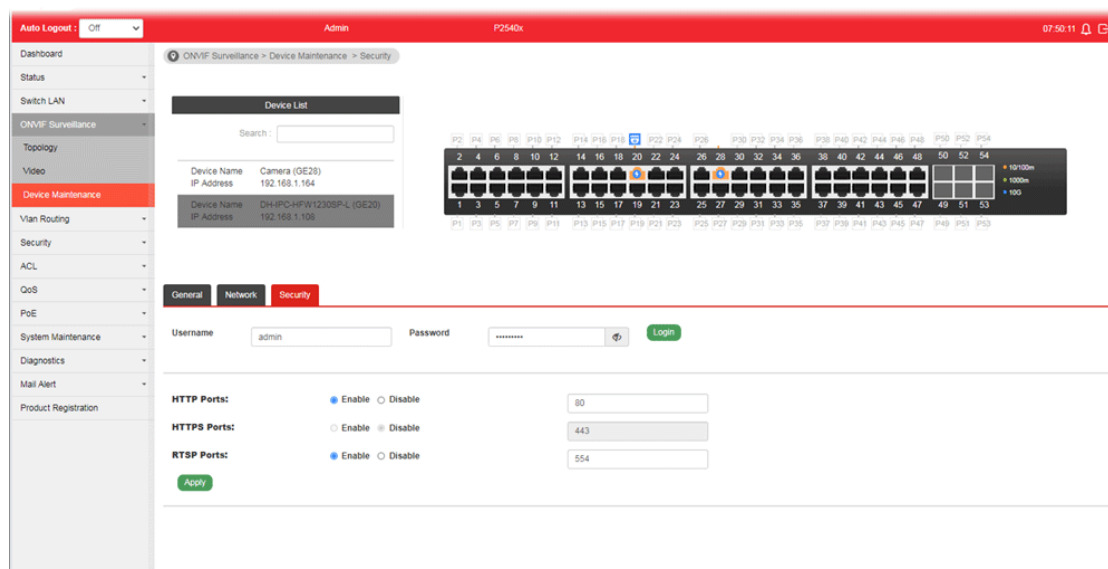 Auto Logout : Off Admin P2540x 07:50:11
Dashboard
Status
Switch LAN
ONVIF Surveillance
Topology
Video
Device Maintenance
Vlan Routing
Security
ACL
QoS
PoE
System Maintenance
Diagnostics
Mail Alert
Product Registration
ONVIF Surveillance > Device Maintenance > Security
Device List
Search :
Device Name Camera (GE28)
IP Address 192.168.1.164
Device Name DH-IPC-HFW1230SP-L (GE20)
IP Address 192.168.1.108
P2 P4 P6 P8 P10 P12 P14 P16 P18 P22 P24 P26 P30 P32 P34 P36 P38 P40 P42 P44 P46 P48 P50 P52 P54
2 4 6 8 10 12 14 16 18 20 22 24 26 28 30 32 34 36 38 40 42 44 46 48 50 52 54
10/100m
1000m
10G
1 3 5 7 9 11 13 15 17 19 21 23 25 27 29 31 33 35 37 39 41 43 45 47 49 51 53
P1 P3 P5 P7 P9 P11 P13 P15 P17 P19 P21 P23 P25 P27 P29 P31 P33 P35 P37 P39 P41 P43 P45 P47 P49 P51 P53
General Network Security
Username admin Password ••••••••• Login
HTTP Ports: Enable Disable 80
HTTPS Ports: Enable Disable 443
RTSP Ports: Enable Disable 554
Apply